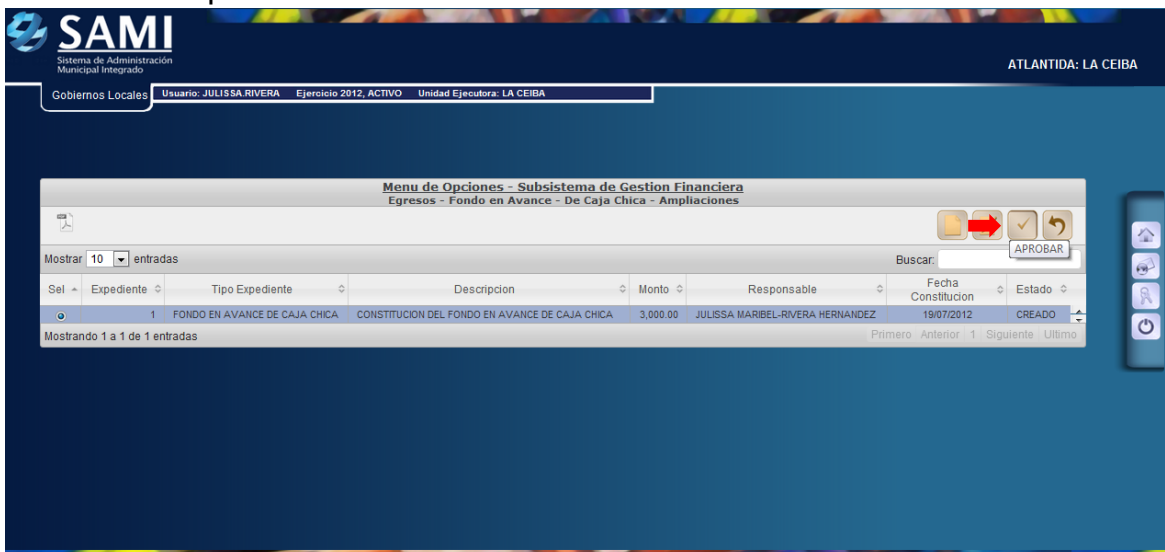 SAMI
Sistema de Administración
Municipal Integrado
ATLANTIDA: LA CEIBA
Gobiernos Locales
Usuario: JULISSA.RIVERA Ejercicio 2012, ACTIVO Unidad Ejecutora: LA CEIBA
Menu de Opciones - Subsistema de Gestion Financiera
Egresos - Fondo en Avance - De Caja Chica - Ampliaciones
APROBAR
Mostrar 10 entradas
Buscar:
Sel Expediente Tipo Expediente Descripcion Monto Responsable Fecha Constitucion Estado
1 FONDO EN AVANCE DE CAJA CHICA CONSTITUCION DEL FONDO EN AVANCE DE CAJA CHICA 3,000.00 JULISSA MARIBEL-RIVERA HERNANDEZ 19/07/2012 CREADO
Mostrando 1 a 1 de 1 entradas
Primero Anterior 1 Siguiente Ultimo